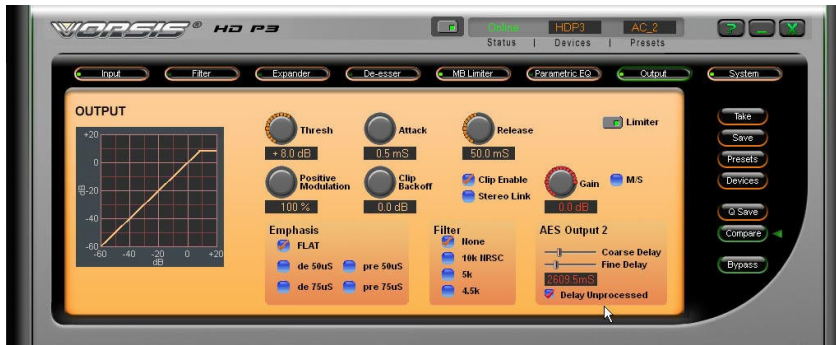 VORSIS® HD P3
Online HDP3 AC_2
Status | Devices | Presets
? _ X
Input Filter Expander De-esser MB Limiter Parametric EQ Output System
OUTPUT
+20
0
dB-20
-40
-60
-60 -40 -20 0 +20
dB
Thresh
+ 8.0 dB
Attack
0.5 mS
Release
50.0 mS
Limiter
Positive
Modulation
100 %
Clip
Backoff
0.0 dB
Clip Enable
Stereo Link
Gain
0.0 dB
M/S
Emphasis
FLAT
de 50uS pre 50uS
de 75uS pre 75uS
Filter
None
10k NRSC
5k
4.5k
AES Output 2
Coarse Delay
Fine Delay
2609.5mS
Delay Unprocessed
Take
Save
Presets
Devices
Q Save
Compare
Bypass